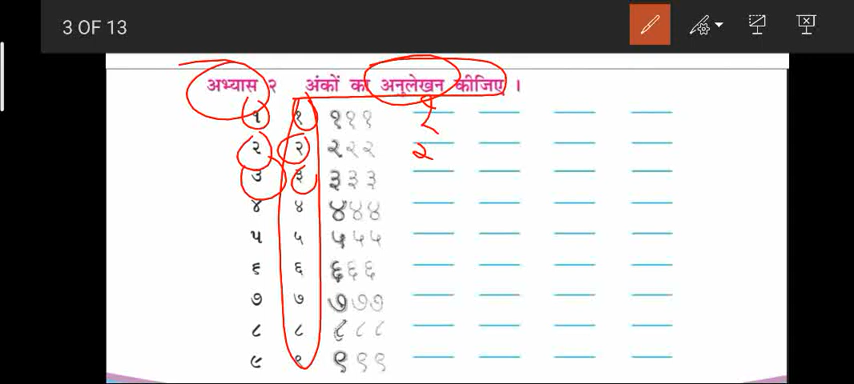 3 OF 13
अभ्यास २ अंकों का अनुलेखन कीजिए ।
१ १ १ १ १ १
२ २ २ २ २ २
३ ३ ३ ३ ३
४ ४ ४ ४ ४
५ ५ ५ ५ ५
६ ६ ६ ६ ६
७ ७ ७ ७ ७
८ ८ ८ ८ ८
९ ९ ९ ९ ९